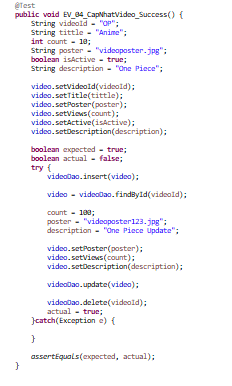 @Test
public void EV_04_CapNhatVideo_Success() {
String videoId = "OP";
String tittle = "Anime";
int count = 10;
String poster = "videoposter.jpg";
boolean isActive = true;
String description = "One Piece";
video.setVideoId(videoId);
video.setTitle(tittle);
video.setPoster(poster);
video.setViews(count);
video.setActive(isActive);
video.setDescription(description);
boolean expected = true;
boolean actual = false;
try {
videoDao.insert(video);
video = videoDao.findById(videoId);
count = 100;
poster = "videoposter123.jpg";
description = "One Piece Update";
video.setPoster(poster);
video.setViews(count);
video.setDescription(description);
videoDao.update(video);
videoDao.delete(videoId);
actual = true;
}catch(Exception e) {
}
assertEquals(expected, actual);
}